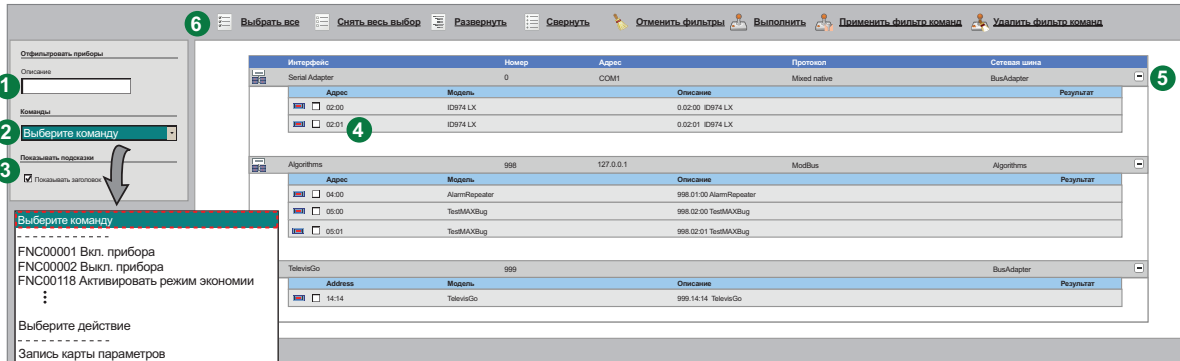 6 Выбрать все Снять весь выбор Развернуть Свернуть Отменить фильтры Выполнить Применить фильтр команд Удалить фильтр команд
Отфильтровать приборы
Описание
1
Команды
2 Выберите команду
Показывать подсказки
3 Показывать заголовок
Выберите команду
- - - - - - - - - - - - -
FNC00001 Вкл. прибора
FNC00002 Выкл. прибора
FNC00118 Активировать режим экономии
⋮
Выберите действие
- - - - - - - - - - - - -
Запись карты параметров
Интерфейс Номер Адрес Протокол Сетевая шина
Serial Adapter 0 COM1 Mixed native BusAdapter 5
Адрес Модель Описание Результат
02:00 ID974 LX 0.02:00 ID974 LX
02:01 4 ID974 LX 0.02:01 ID974 LX
Algorithms 998 127.0.0.1 ModBus Algorithms
Адрес Модель Описание Результат
04:00 AlarmRepeater 998.01:00 AlarmRepeater
05:00 TestMAXBug 998.02:00 TestMAXBug
05:01 TestMAXBug 998.02:01 TestMAXBug
TelevisGo 999 BusAdapter
Address Модель Описание Результат
14:14 TelevisGo 999.14:14 TelevisGo